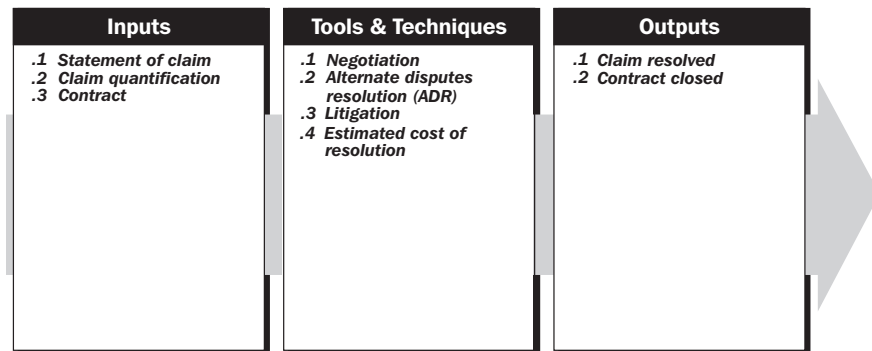 Inputs
.1 Statement of claim
.2 Claim quantification
.3 Contract
Tools & Techniques
.1 Negotiation
.2 Alternate disputes
resolution (ADR)
.3 Litigation
.4 Estimated cost of
resolution
Outputs
.1 Claim resolved
.2 Contract closed